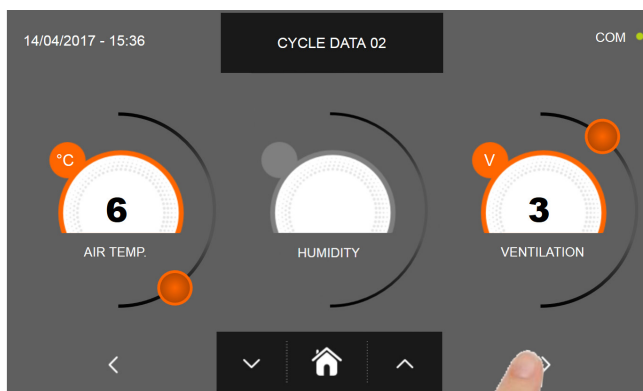 14/04/2017 - 15:36
CYCLE DATA 02
COM
°C
6
AIR TEMP.
HUMIDITY
V
3
VENTILATION